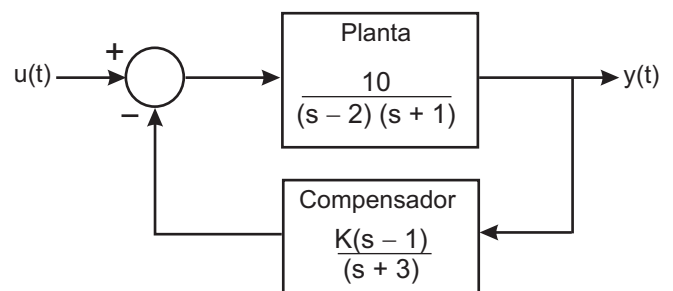 Planta
+
u(t)
10
(s – 2) (s + 1)
y(t)
–
Compensador
K(s – 1)
(s + 3)